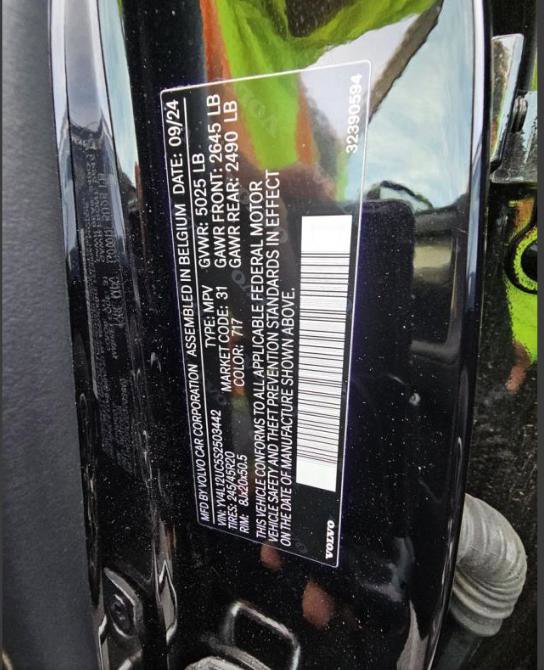 MFD BY VOLVO CAR CORPORATION ASSEMBLED IN BELGIUM DATE: 09/24
VIN: YV4L12UC5S2503442 TYPE: MPV GVWR: 5025 LB
TIRES: 245/45R20 MARKET CODE: 31 GAWR FRONT: 2645 LB
RIM: 8Jx20x50.5 COLOR: 717 GAWR REAR: 2490 LB
THIS VEHICLE CONFORMS TO ALL APPLICABLE FEDERAL MOTOR
VEHICLE SAFETY AND THEFT PREVENTION STANDARDS IN EFFECT
ON THE DATE OF MANUFACTURE SHOWN ABOVE.
VOLVO 32390594